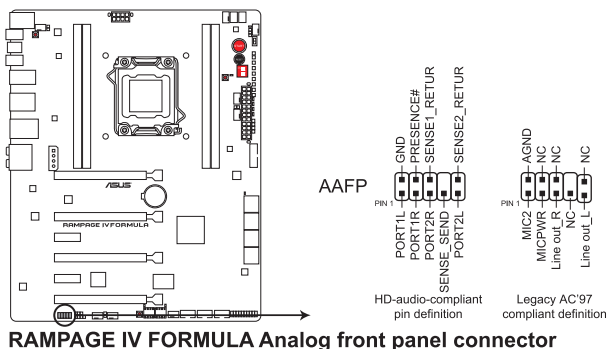 GND
PRESENCE#
SENSE1_RETUR
SENSE2_RETUR
AAFP
PIN 1
PORT1L
PORT1R
PORT2R
SENSE_SEND
PORT2L
HD-audio-compliant
pin definition
AGND
NC
NC
NC
PIN 1
MIC2
MICPWR
Line out_R
NC
Line out_L
Legacy AC'97
compliant definition
ASUS
RAMPAGE IV FORMULA
RAMPAGE IV FORMULA Analog front panel connector